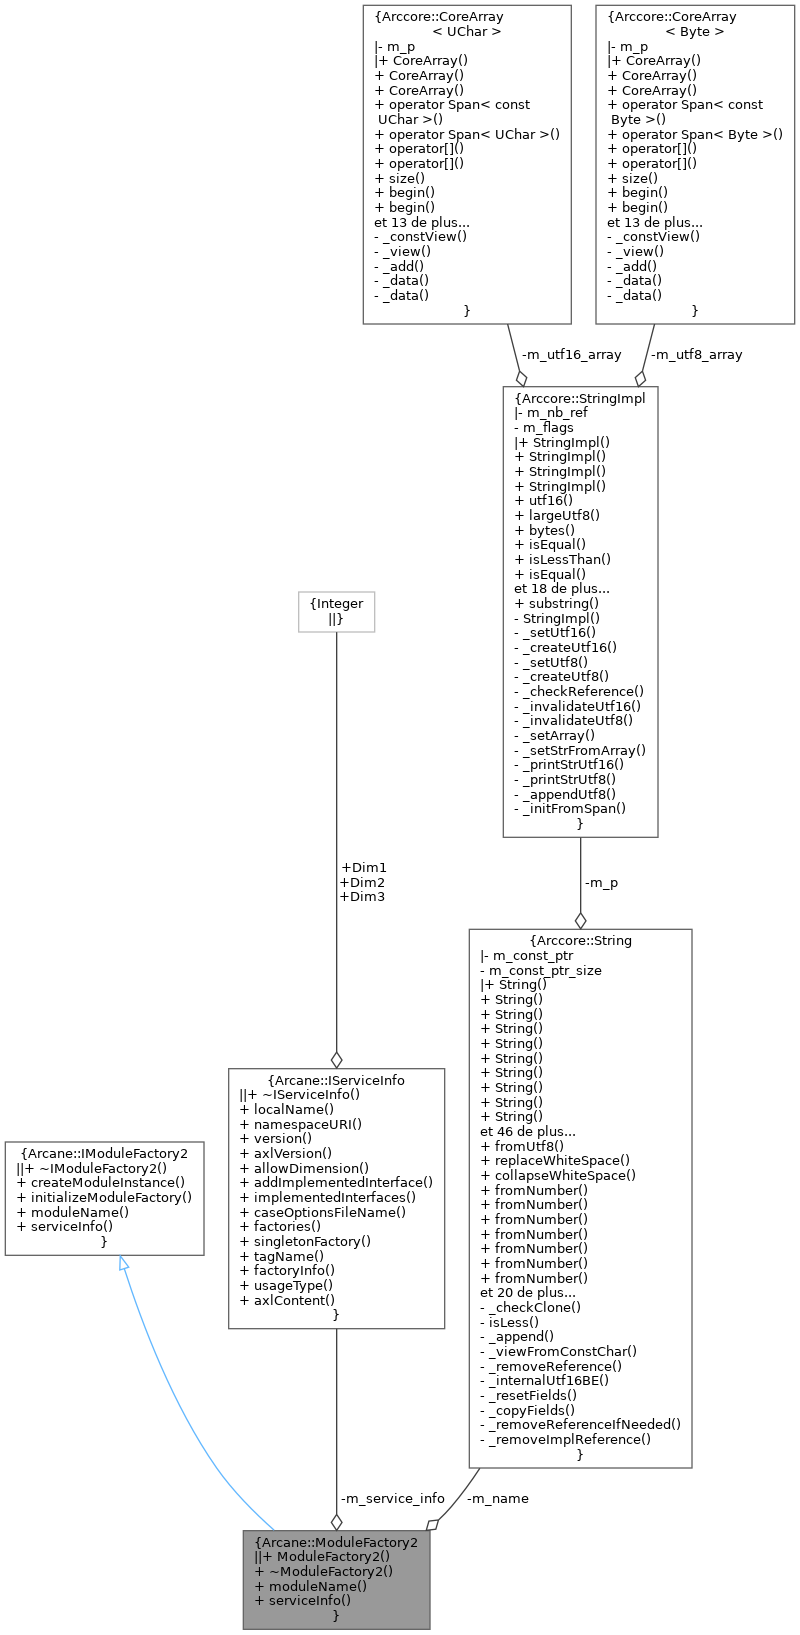 {Arccore::CoreArray
< UChar >
|- m_p
|+ CoreArray()
+ CoreArray()
+ CoreArray()
+ operator Span< const
UChar >()
+ operator Span< UChar >()
+ operator[]()
+ operator[]()
+ size()
+ begin()
+ begin()
et 13 de plus...
- _constView()
- _view()
- _add()
- _data()
- _data()
}
{Arccore::CoreArray
< Byte >
|- m_p
|+ CoreArray()
+ CoreArray()
+ CoreArray()
+ operator Span< const
Byte >()
+ operator Span< Byte >()
+ operator[]()
+ operator[]()
+ size()
+ begin()
+ begin()
et 13 de plus...
- _constView()
- _view()
- _add()
- _data()
- _data()
}
-m_utf16_array
-m_utf8_array
{Arccore::StringImpl
|- m_nb_ref
- m_flags
|+ StringImpl()
+ StringImpl()
+ StringImpl()
+ StringImpl()
+ utf16()
+ largeUtf8()
+ bytes()
+ isEqual()
+ isLessThan()
+ isEqual()
et 18 de plus...
+ substring()
- StringImpl()
- _setUtf16()
- _createUtf16()
- _setUtf8()
- _createUtf8()
- _checkReference()
- _invalidateUtf16()
- _invalidateUtf8()
- _setArray()
- _setStrFromArray()
- _printStrUtf16()
- _printStrUtf8()
- _appendUtf8()
- _initFromSpan()
}
{Integer
||}
+Dim1
+Dim2
+Dim3
-m_p
{Arccore::String
|- m_const_ptr
- m_const_ptr_size
|+ String()
+ String()
+ String()
+ String()
+ String()
+ String()
+ String()
+ String()
+ String()
+ String()
et 46 de plus...
+ fromUtf8()
+ replaceWhiteSpace()
+ collapseWhiteSpace()
+ fromNumber()
+ fromNumber()
+ fromNumber()
+ fromNumber()
+ fromNumber()
+ fromNumber()
+ fromNumber()
et 20 de plus...
- _checkClone()
- isLess()
- _append()
- _viewFromConstChar()
- _removeReference()
- _internalUtf16BE()
- _resetFields()
- _copyFields()
- _removeReferenceIfNeeded()
- _removeImplReference()
}
{Arcane::IServiceInfo
||+ ~IServiceInfo()
+ localName()
+ namespaceURI()
+ version()
+ axlVersion()
+ allowDimension()
+ addImplementedInterface()
+ implementedInterfaces()
+ caseOptionsFileName()
+ factories()
+ singletonFactory()
+ tagName()
+ factoryInfo()
+ usageType()
+ axlContent()
}
{Arcane::IModuleFactory2
||+ ~IModuleFactory2()
+ createModuleInstance()
+ initializeModuleFactory()
+ moduleName()
+ serviceInfo()
}
-m_service_info
-m_name
{Arcane::ModuleFactory2
||+ ModuleFactory2()
+ ~ModuleFactory2()
+ moduleName()
+ serviceInfo()
}